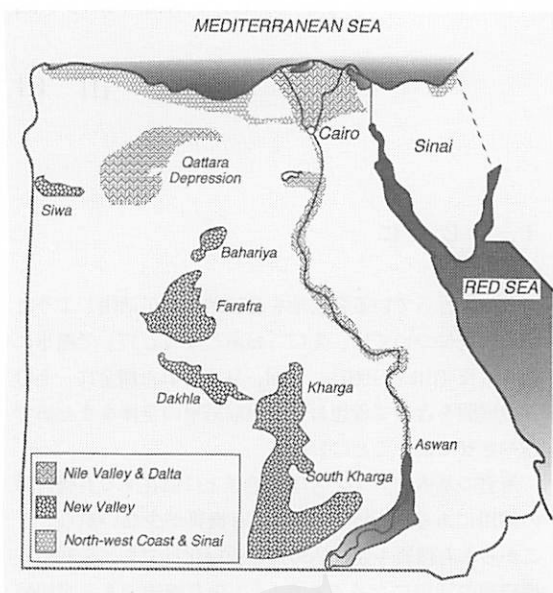 MEDITERRANEAN SEA
Cairo
Sinai
Qattara
Depression
Siwa
Bahariya
RED SEA
Farafra
Dakhla
Kharga
Aswan
South Kharga
Nile Valley & Dalta
New Valley
North-west Coast & Sinai